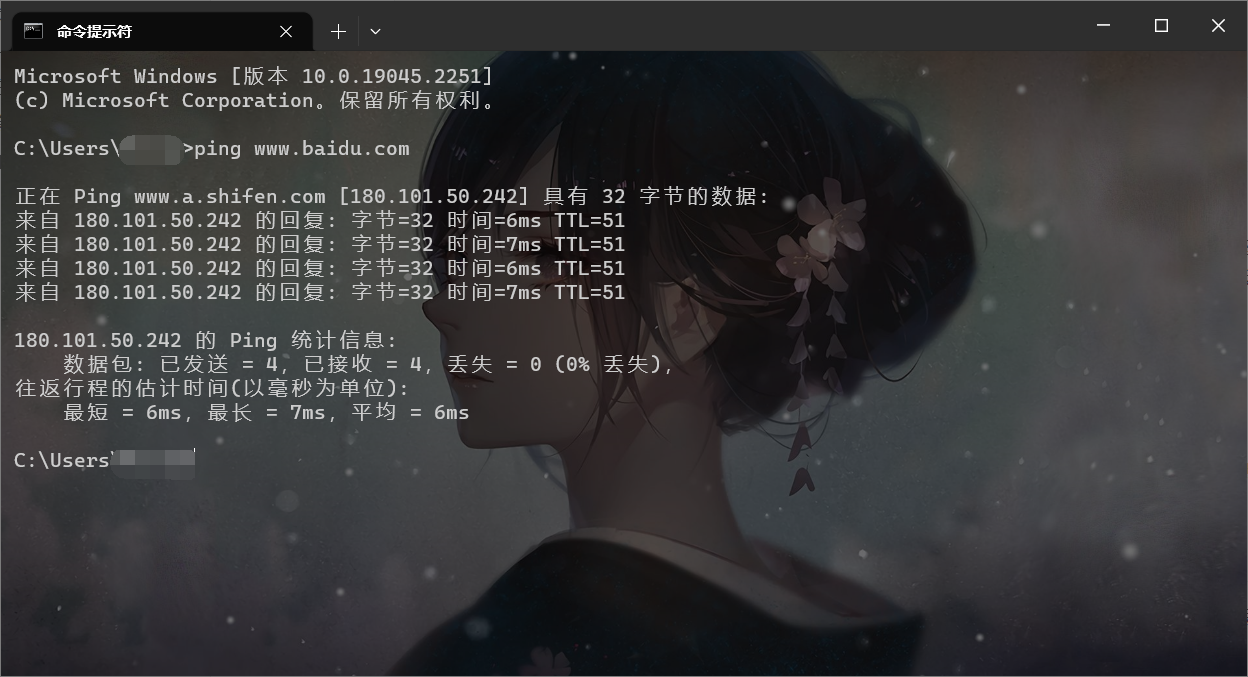 命令提示符
Microsoft Windows [版本 10.0.19045.2251]
(c) Microsoft Corporation。保留所有权利。
C:\Users\ >ping www.baidu.com
正在 Ping www.a.shifen.com [180.101.50.242] 具有 32 字节的数据:
来自 180.101.50.242 的回复: 字节=32 时间=6ms TTL=51
来自 180.101.50.242 的回复: 字节=32 时间=7ms TTL=51
来自 180.101.50.242 的回复: 字节=32 时间=6ms TTL=51
来自 180.101.50.242 的回复: 字节=32 时间=7ms TTL=51
180.101.50.242 的 Ping 统计信息:
数据包: 已发送 = 4，已接收 = 4，丢失 = 0 (0% 丢失)，
往返行程的估计时间(以毫秒为单位):
最短 = 6ms，最长 = 7ms，平均 = 6ms
C:\Users\